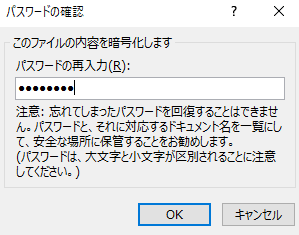 パスワードの確認
このファイルの内容を暗号化します
パスワードの再入力(R):
●●●●●●●●
注意: 忘れてしまったパスワードを回復することはできませ
ん。パスワードと、それに対応するドキュメント名を一覧にし
て、安全な場所に保管することをお勧めします。
(パスワードは、大文字と小文字が区別されることに注意
してください。)
OK
キャンセル